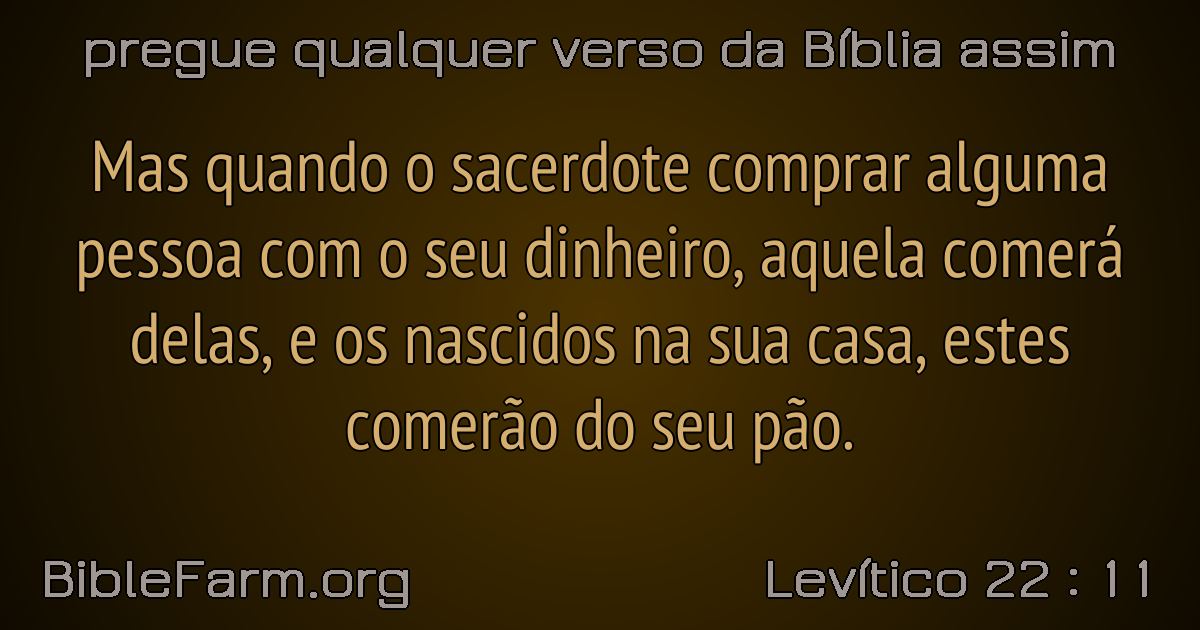 pregue qualquer verso da Bíblia assim
Mas quando o sacerdote comprar alguma
pessoa com o seu dinheiro, aquela comerá
delas, e os nascidos na sua casa, estes
comerão do seu pão.
BibleFarm.org
Levítico 22 : 11